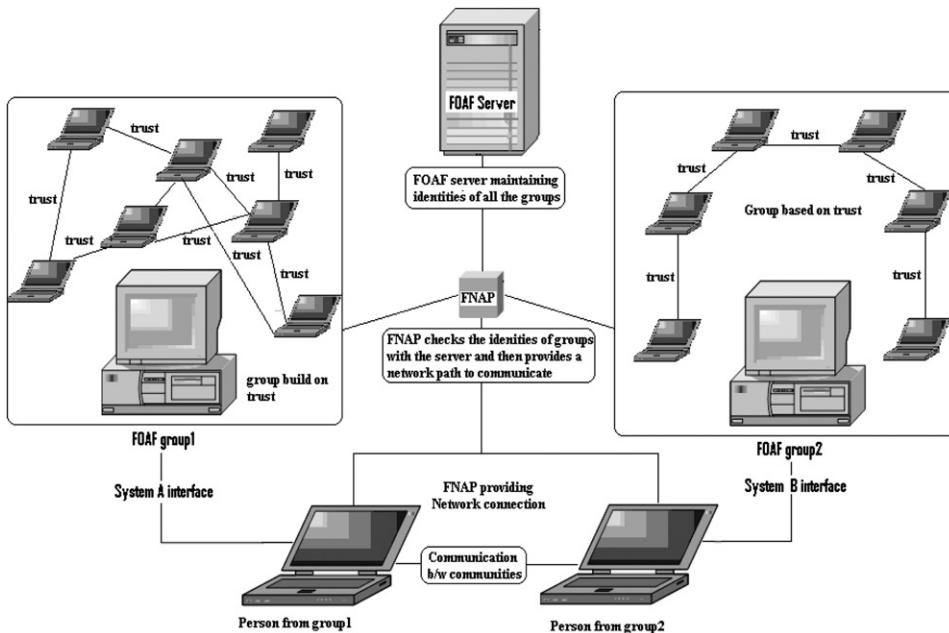 FOAF Server
FOAF server maintaining
identities of all the groups
trust
trust
trust
trust
trust
trust
trust
trust
group build on
trust
FOAF group1
System A interface
FNAP
FNAP checks the identities of groups
with the server and then provides a
network path to communicate
trust
trust
trust
Group based on trust
trust
trust
FOAF group2
System B interface
FNAP providing
Network connection
Communication
b/w communities
Person from group1
Person from group2